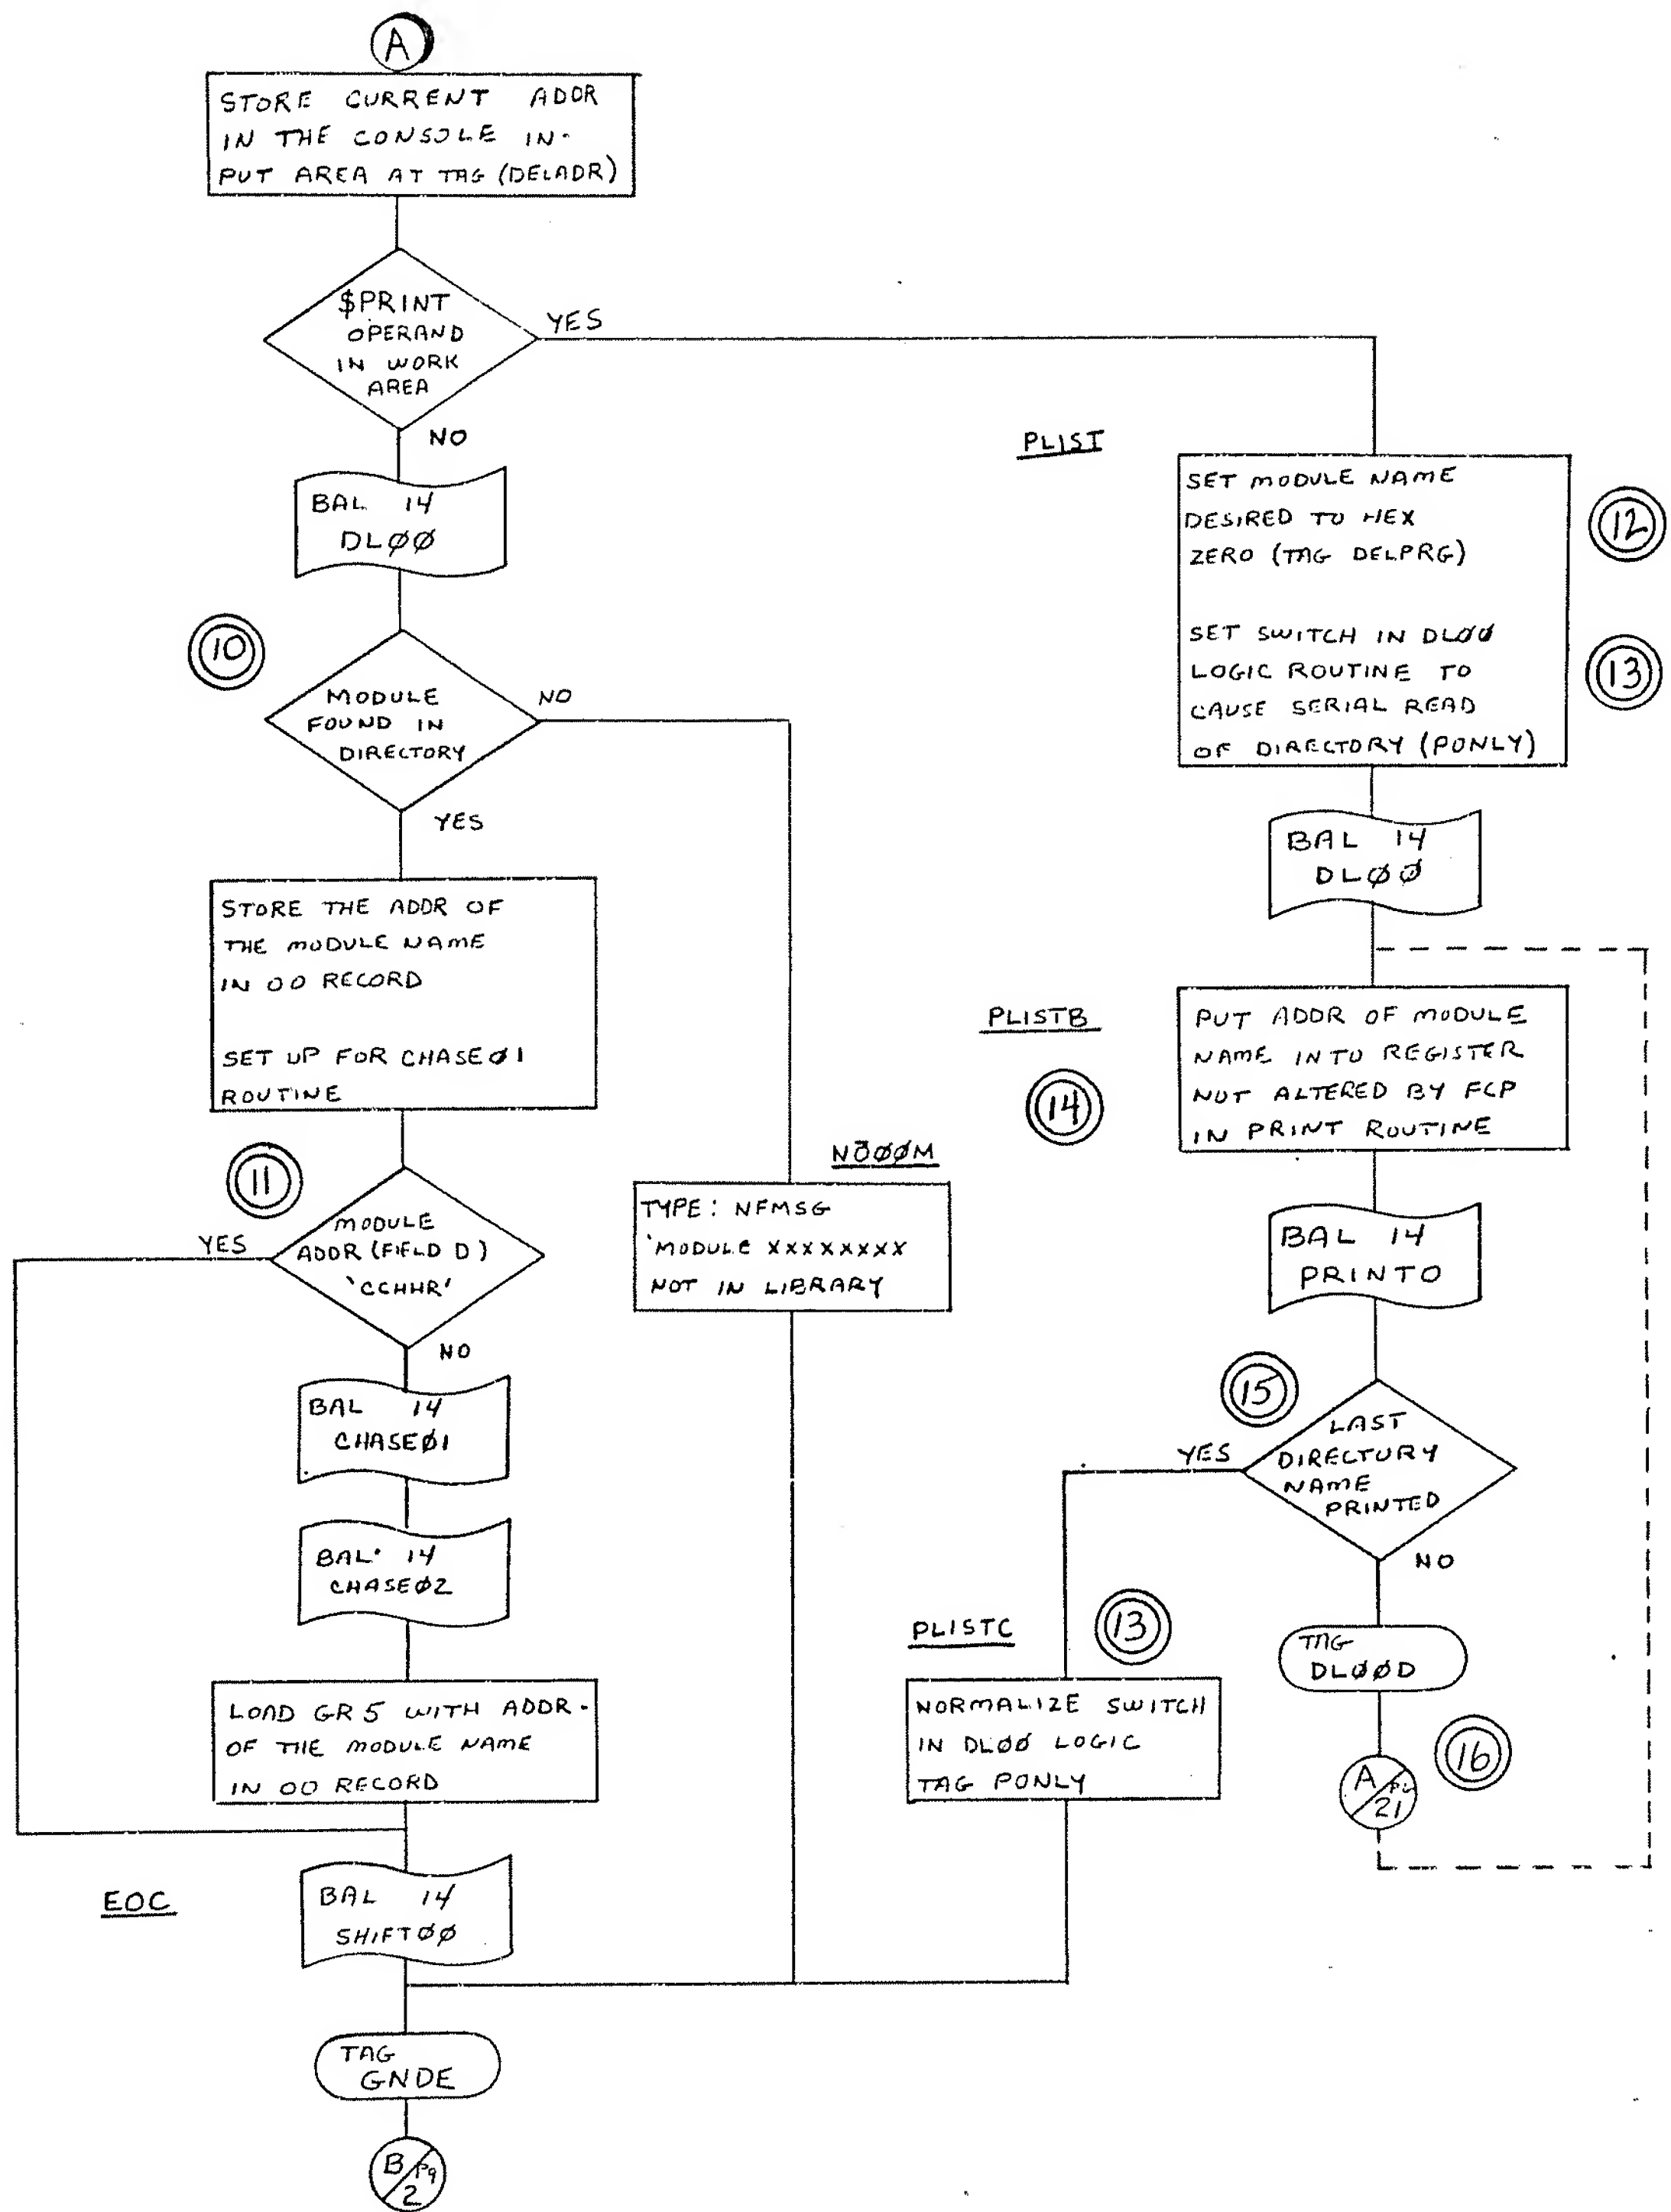 A
STORE CURRENT ADDR
IN THE CONSOLE IN-
PUT AREA AT TAG (DELADR)
$PRINT
OPERAND
IN WORK
AREA
YES
NO
BAL 14
DLØØ
10
MODULE
FOUND IN
DIRECTORY
NO
YES
STORE THE ADDR OF
THE MODULE NAME
IN 00 RECORD
SET UP FOR CHASEØ1
ROUTINE
11
MODULE
ADDR (FIELD D)
'CCHHR'
YES
NO
BAL 14
CHASEØ1
BAL 14
CHASEØ2
LOAD GR5 WITH ADDR.
OF THE MODULE NAME
IN 00 RECORD
EOC
BAL 14
SHIFTØØ
TAG
GNDE
B
Pg
2
NOØØM
TYPE: NFMSG
'MODULE XXXXXXXX
NOT IN LIBRARY
PLIST
SET MODULE NAME
DESIRED TO HEX
ZERO (TAG DELPRG)
12
SET SWITCH IN DLØØ
LOGIC ROUTINE TO
CAUSE SERIAL READ
OF DIRECTORY (PONLY)
13
BAL 14
DLØØ
PLISTB
14
PUT ADDR OF MODULE
NAME INTO REGISTER
NOT ALTERED BY FCP
IN PRINT ROUTINE
BAL 14
PRINTO
15
LAST
DIRECTORY
NAME
PRINTED
YES
NO
PLISTC
13
NORMALIZE SWITCH
IN DLØØ LOGIC
TAG PONLY
TAG
DLØØD
16
A
21